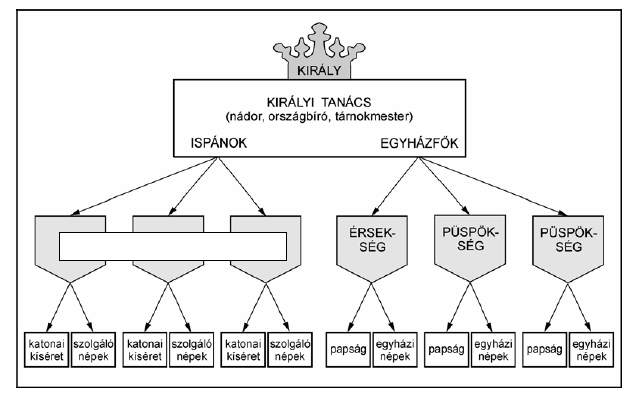 KIRÁLY
KIRÁLYI TANÁCS
(nádor, országbíró, tárnokmester)
ISPÁNOK EGYHÁZFŐK
ÉRSEK-
SÉG
PÜSPÖK-
SÉG
PÜSPÖK-
SÉG
katonai
kíséret
szolgáló
népek
katonai
kíséret
szolgáló
népek
katonai
kíséret
szolgáló
népek
papság
egyházi
népek
papság
egyházi
népek
papság
egyházi
népek